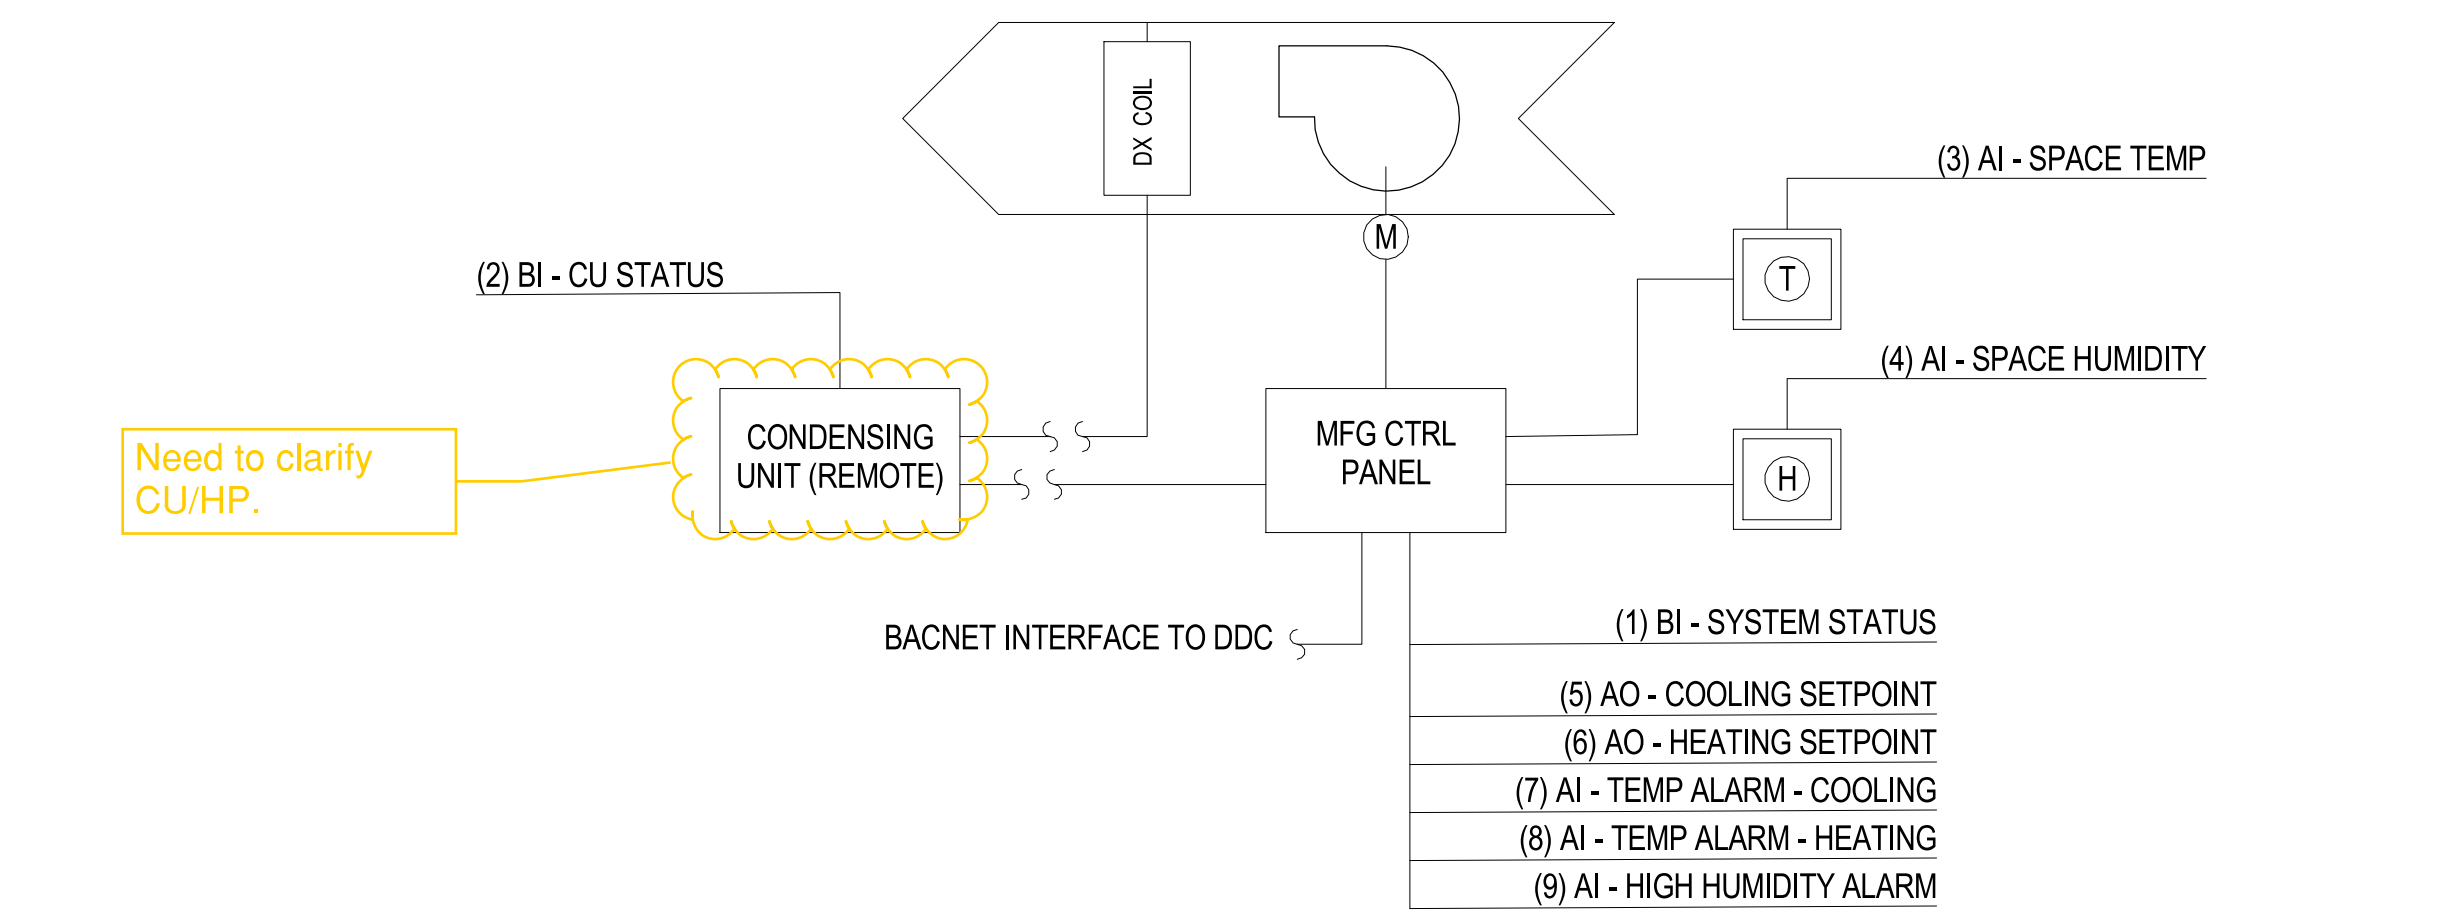 DX COIL
(3) AI - SPACE TEMP
M
(2) BI - CU STATUS
T
(4) AI - SPACE HUMIDITY
Need to clarify
CU/HP.
CONDENSING
UNIT (REMOTE)
MFG CTRL
PANEL
H
BACNET INTERFACE TO DDC
(1) BI - SYSTEM STATUS
(5) AO - COOLING SETPOINT
(6) AO - HEATING SETPOINT
(7) AI - TEMP ALARM - COOLING
(8) AI - TEMP ALARM - HEATING
(9) AI - HIGH HUMIDITY ALARM